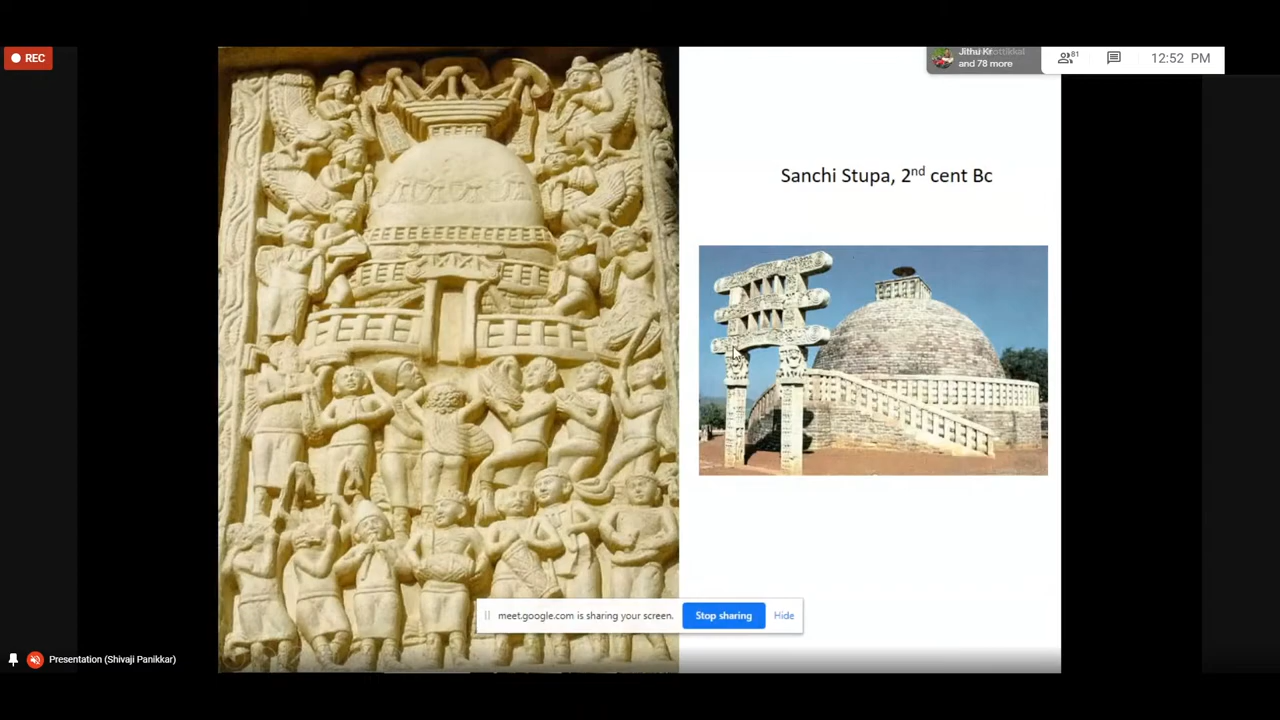 REC
Jithu Krottikkal
and 78 more
81
12:52 PM
Sanchi Stupa, 2nd cent Bc
meet.google.com is sharing your screen.
Stop sharing
Hide
Presentation (Shivaji Panikkar)